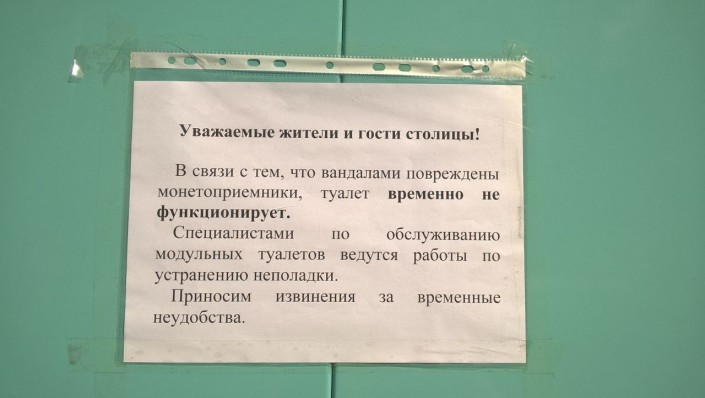 Уважаемые жители и гости столицы!
В связи с тем, что вандалами повреждены
монетоприемники, туалет временно не
функционирует.
Специалистами по обслуживанию
модульных туалетов ведутся работы по
устранению неполадки.
Приносим извинения за временные
неудобства.